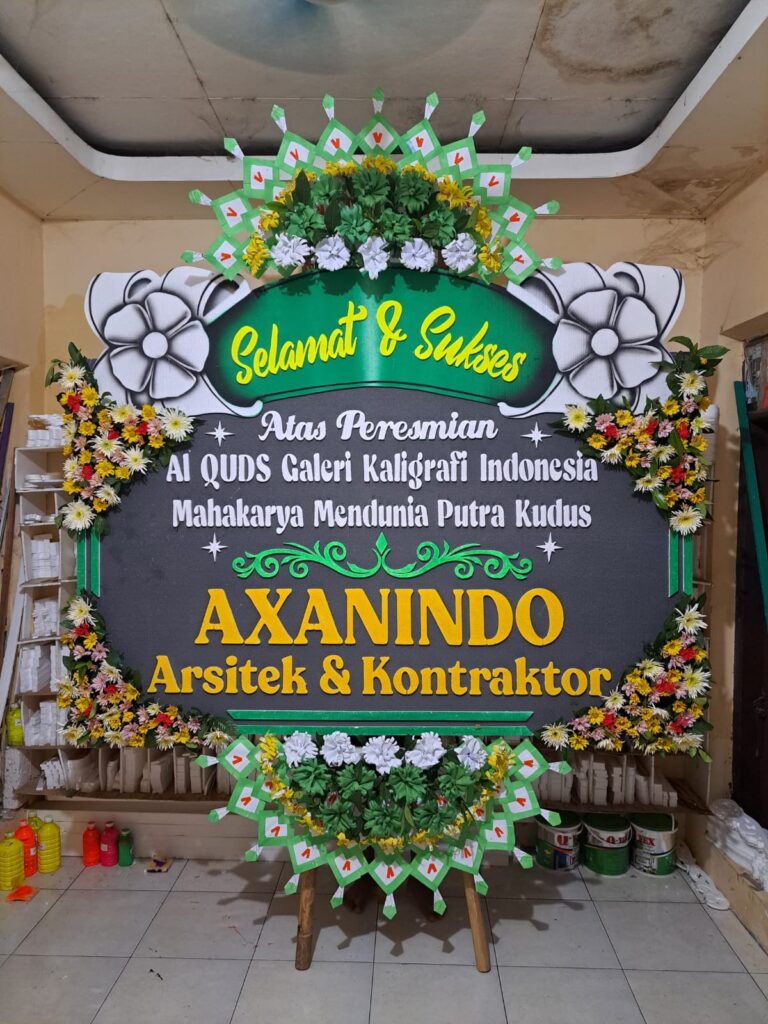 Selamat & Sukses
Atas Peresmian
Al QUDS Galeri Kaligrafi Indonesia
Mahakarya Mendunia Putra Kudus
AXANINDO
Arsitek & Kontraktor